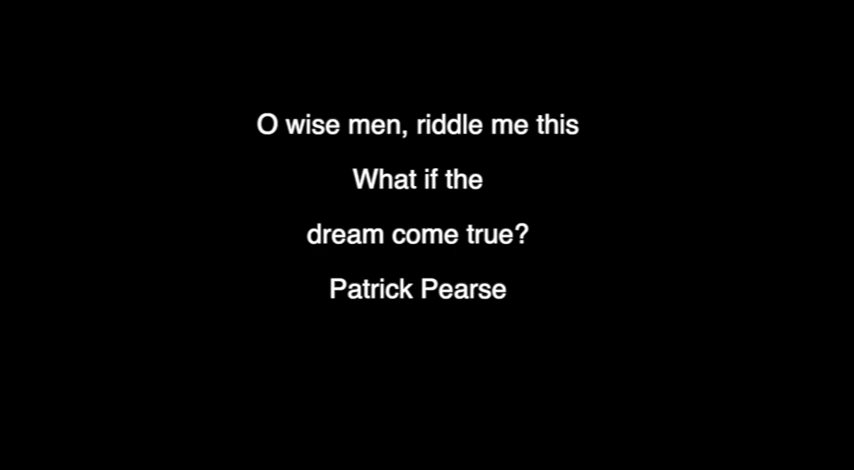 O wise men, riddle me this
What if the
dream come true?
Patrick Pearse